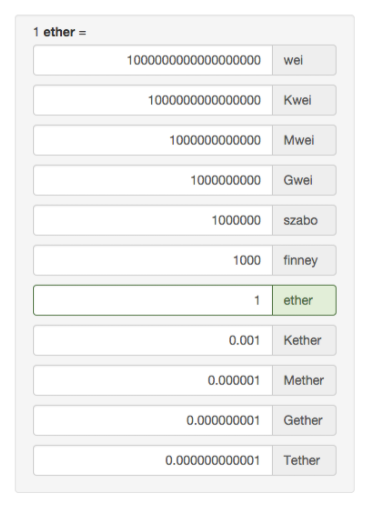 1 ether =
1000000000000000000 wei
1000000000000000 Kwei
1000000000000 Mwei
1000000000 Gwei
1000000 szabo
1000 finney
1 ether
0.001 Kether
0.000001 Mether
0.000000001 Gether
0.000000000001 Tether